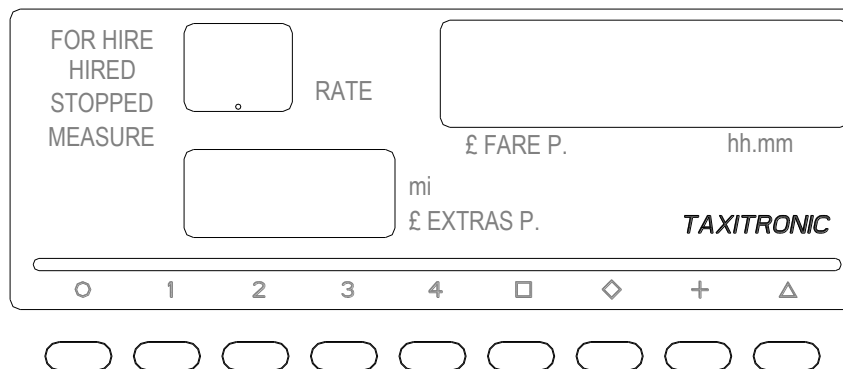 FOR HIRE
HIRED
STOPPED
MEASURE
RATE
£ FARE P.
hh.mm
mi
£ EXTRAS P.
TAXITRONIC
1 2 3 4